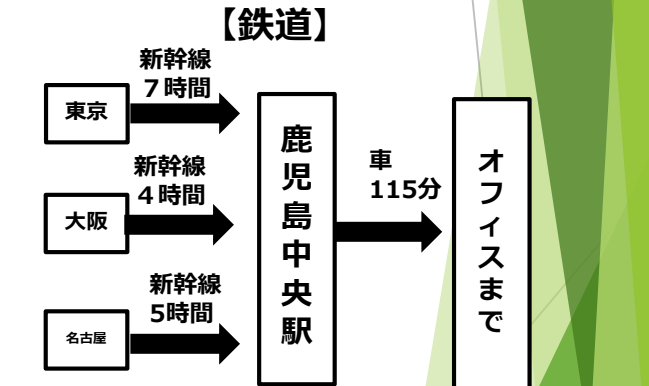 【鉄道】
新幹線
７時間
東京
新幹線
４時間
大阪
新幹線
5時間
名古屋
鹿児島中央駅
車
115分
オフィスまで